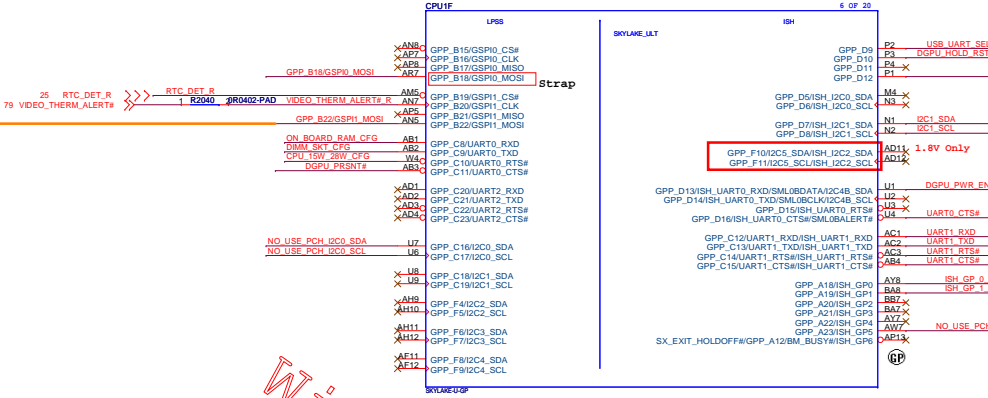 CPU1F
6 OF 20
LPSS
ISH
SKYLAKE_ULT
AN8 GPP_B15/GSPI0_CS#
AP7 GPP_B16/GSPI0_CLK
AP8 GPP_B17/GSPI0_MISO
GPP_B18/GSPI0_MOSI AR7 GPP_B18/GSPI0_MOSI Strap
25 RTC_DET_R RTC_DET_R AM5 GPP_B19/GSPI1_CS#
79 VIDEO_THERM_ALERT# 1 R2040 2 0R0402-PAD VIDEO_THERM_ALERT#_R AN7 GPP_B20/GSPI1_CLK
AP5 GPP_B21/GSPI1_MISO
GPP_B22/GSPI1_MOSI AN5 GPP_B22/GSPI1_MOSI
ON_BOARD_RAM_CFG AB1 GPP_C8/UART0_RXD
DIMM_SKT_CFG AB2 GPP_C9/UART0_TXD
CPU_15W_28W_CFG W4 GPP_C10/UART0_RTS#
DGPU_PRSNT# AB3 GPP_C11/UART0_CTS#
AD1 GPP_C20/UART2_RXD
AD2 GPP_C21/UART2_TXD
AD3 GPP_C22/UART2_RTS#
AD4 GPP_C22/UART2_CTS#
NO_USE_PCH_I2C0_SDA U7 GPP_C16/I2C0_SDA
NO_USE_PCH_I2C0_SCL U6 GPP_C17/I2C0_SCL
U8 GPP_C18/I2C1_SDA
U9 GPP_C19/I2C1_SCL
AH9 GPP_F4/I2C2_SDA
AH10 GPP_F5/I2C2_SCL
AH11 GPP_F6/I2C3_SDA
AH12 GPP_F7/I2C3_SCL
AF11 GPP_F8/I2C4_SDA
AF12 GPP_F9/I2C4_SCL
GPP_D9 P2 USB_UART_SEL
GPP_D10 P3 DGPU_HOLD_RST
GPP_D11 P4
GPP_D12 P1
GPP_D5/ISH_I2C0_SDA M4
GPP_D6/ISH_I2C0_SCL N3
GPP_D7/ISH_I2C1_SDA N1 I2C1_SDA
GPP_D8/ISH_I2C1_SCL N2 I2C1_SCL
GPP_F10/I2C5_SDA/ISH_I2C2_SDA AD11 1.8V Only
GPP_F11/I2C5_SCL/ISH_I2C2_SCL AD12
GPP_D13/ISH_UART0_RXD/SML0BDATA/I2C4B_SDA U1 DGPU_PWR_EN
GPP_D14/ISH_UART0_TXD/SML0BCLK/I2C4B_SCL U2
GPP_D15/ISH_UART0_RTS# U3
GPP_D16/ISH_UART0_CTS#/SML0BALERT# U4 UART0_CTS#
GPP_C12/UART1_RXD/ISH_UART1_RXD AC1 UART1_RXD
GPP_C13/UART1_TXD/ISH_UART1_TXD AC2 UART1_TXD
GPP_C14/UART1_RTS#/ISH_UART1_RTS# AC3 UART1_RTS#
GPP_C15/UART1_CTS#/ISH_UART1_CTS# AB4 UART1_CTS#
GPP_A18/ISH_GP0 AY8 ISH_GP_0
GPP_A19/ISH_GP1 BA8 ISH_GP_1
GPP_A20/ISH_GP2 BB7
GPP_A21/ISH_GP3 BA7
GPP_A22/ISH_GP4 AY7
GPP_A23/ISH_GP5 AW7 NO_USE_PCH
SX_EXIT_HOLDOFF#/GPP_A12/BM_BUSY#/ISH_GP6 AP13
GP
SKYLAKE-U-GP
Wi